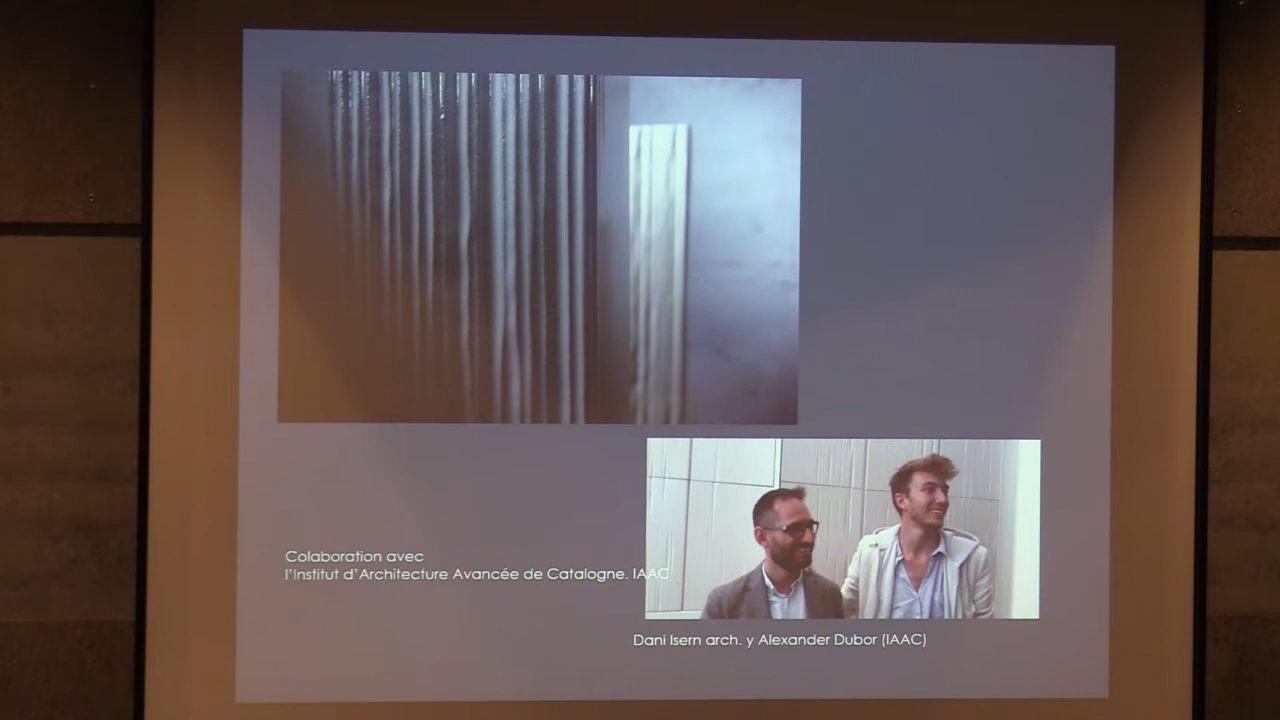 Colaboration avec
l'Institut d'Architecture Avancée de Catalogne. IAAC
Dani Isern arch. y Alexander Dubor (IAAC)